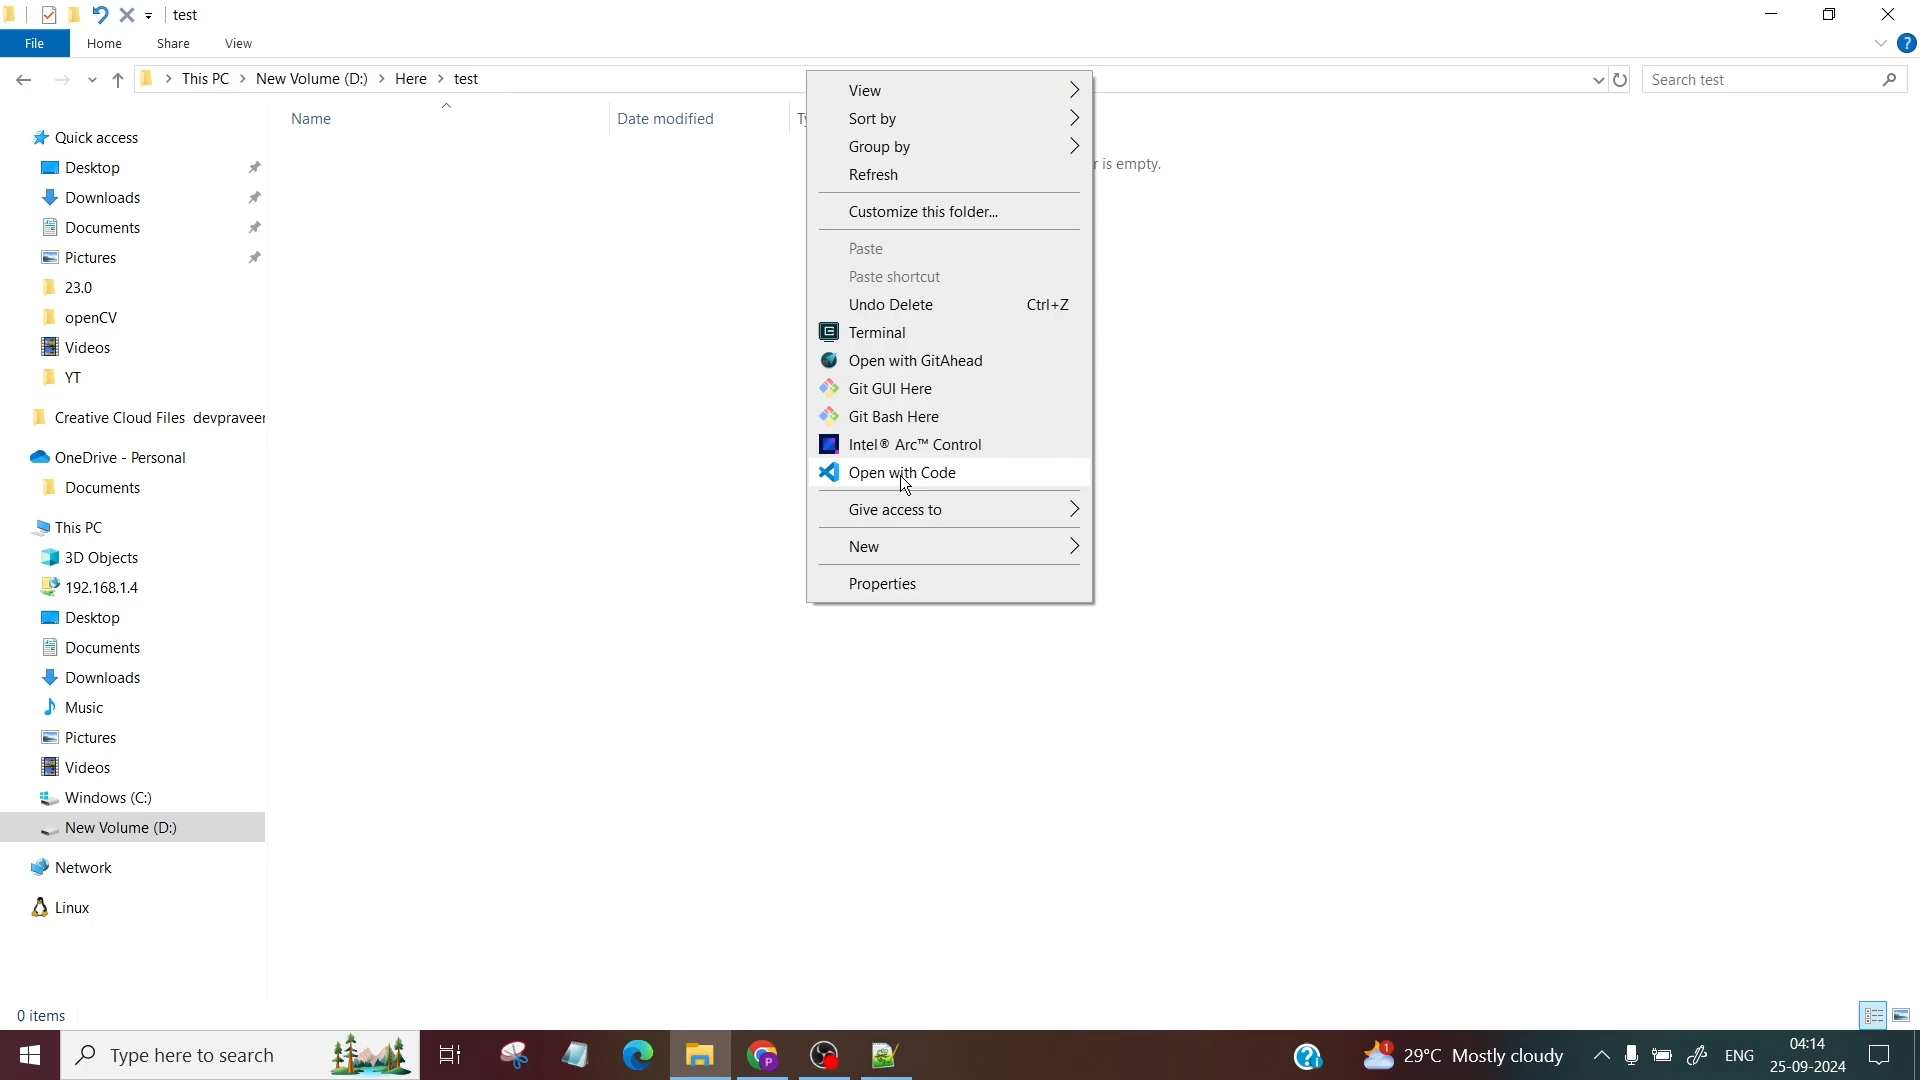 test
File Home Share View
This PC New Volume (D:) Here test
Search test
Name Date modified
r is empty.
Quick access
Desktop
Downloads
Documents
Pictures
23.0
openCV
Videos
YT
Creative Cloud Files devpraveer
OneDrive - Personal
Documents
This PC
3D Objects
192.168.1.4
Desktop
Documents
Downloads
Music
Pictures
Videos
Windows (C:)
New Volume (D:)
Network
Linux
View
Sort by
Group by
Refresh
Customize this folder...
Paste
Paste shortcut
Undo Delete Ctrl+Z
Terminal
Open with GitAhead
Git GUI Here
Git Bash Here
Intel® Arc™ Control
Open with Code
Give access to
New
Properties
0 items
Type here to search
29°C Mostly cloudy
ENG
04:14
25-09-2024